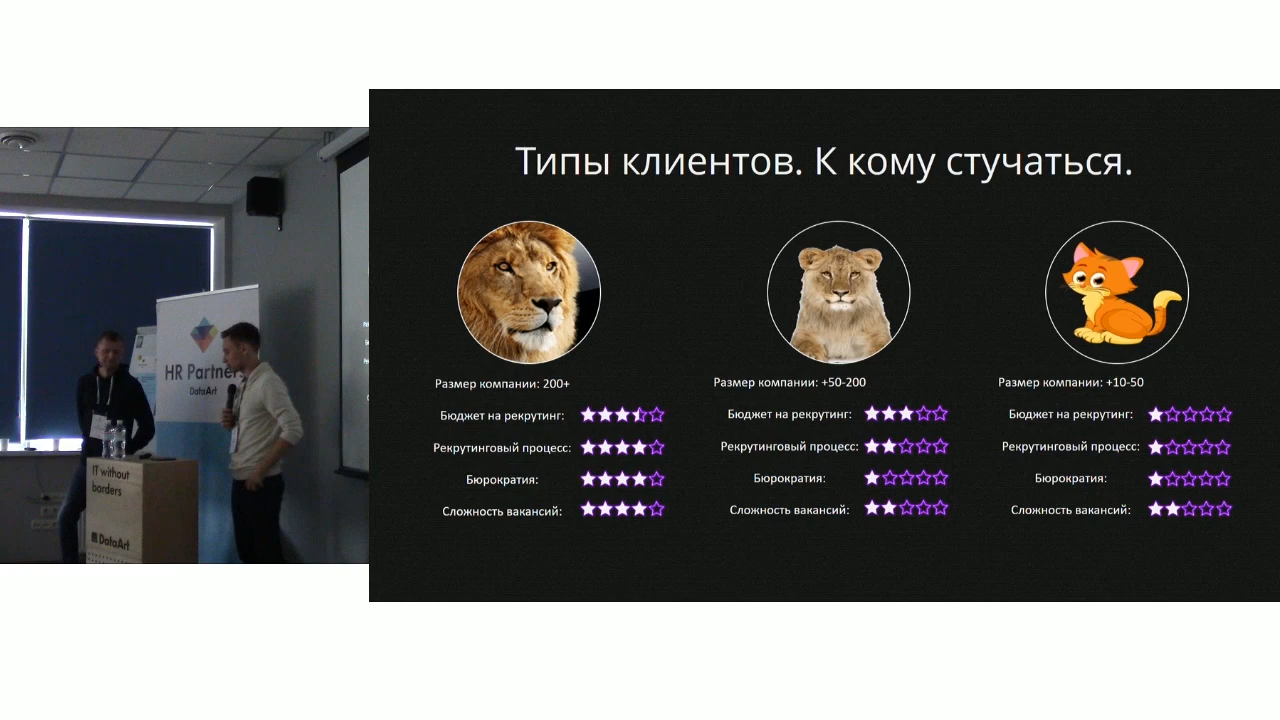 Типы клиентов. К кому стучаться.
Размер компании: 200+
Бюджет на рекрутинг:
Рекрутинговый процесс:
Бюрократия:
Сложность вакансий:
Размер компании: +50-200
Бюджет на рекрутинг:
Рекрутинговый процесс:
Бюрократия:
Сложность вакансий:
Размер компании: +10-50
Бюджет на рекрутинг:
Рекрутинговый процесс:
Бюрократия:
Сложность вакансий:
HR Partners
DataArt
IT without
borders
DataArt